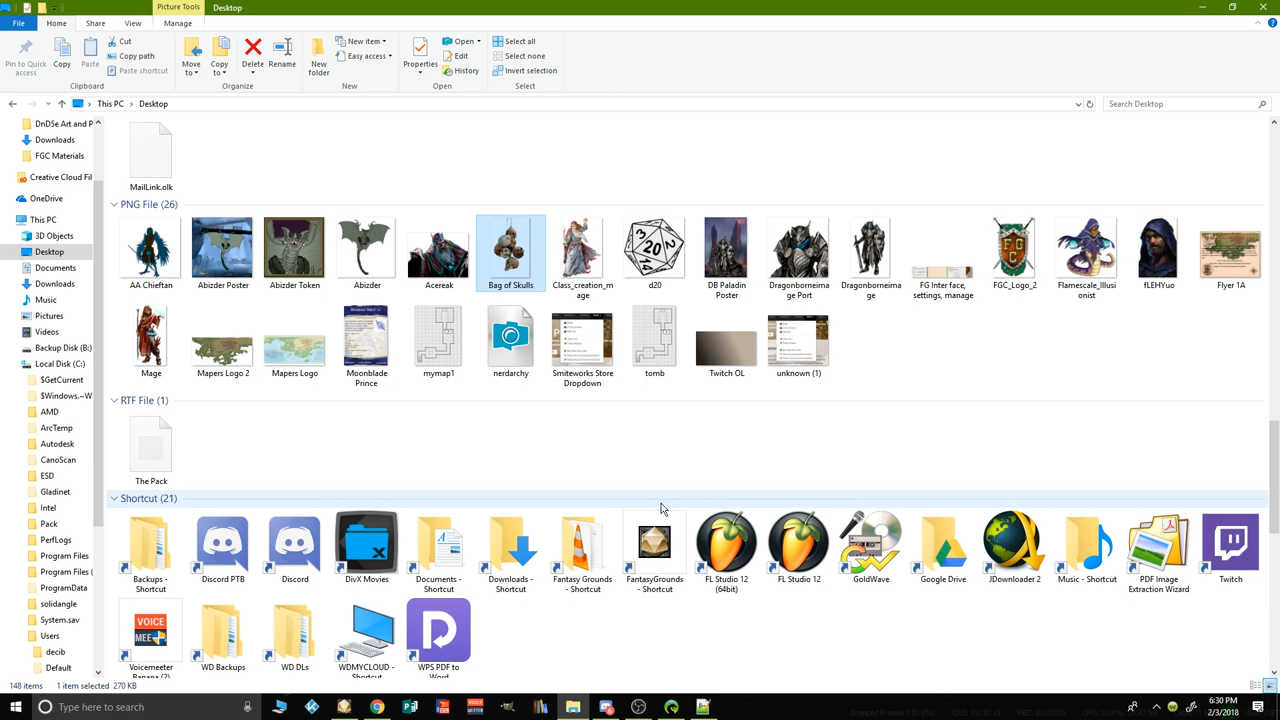 Picture Tools
Desktop
File
Home
Share
View
Manage
Pin to Quick access
Copy
Paste
Cut
Copy path
Paste shortcut
Clipboard
Move to
Copy to
Delete
Rename
Organize
New folder
New item
Easy access
New
Properties
Open
Edit
History
Open
Select all
Select none
Invert selection
Select
This PC
Desktop
Search Desktop
DnD5e Art and P
Downloads
FGC Materials
Creative Cloud Fil
OneDrive
This PC
3D Objects
Desktop
Documents
Downloads
Music
Pictures
Videos
Backup Disk (B:)
Local Disk (C:)
$GetCurrent
$Windows.~W
AMD
ArcTemp
Autodesk
CanoScan
ESD
Gladinet
Intel
Pack
PerfLogs
Program Files
Program Files (
ProgramData
solidangle
System.sav
Users
decib
Default
MailLink.olk
PNG File (26)
AA Chieftan
Abizder Poster
Abizder Token
Abizder
Acereak
Bag of Skulls
Class_creation_mage
d20
DB Paladin Poster
Dragonborneimage Port
Dragonborneimage
FG Inter face, settings, manage
FGC_Logo_2
Flamescale_Illusionist
fLEHYuo
Flyer 1A
Mage
Mapers Logo 2
Mapers Logo
Moonblade Prince
mymap1
nerdarchy
Smiteworks Store Dropdown
tomb
Twitch OL
unknown (1)
RTF File (1)
The Pack
Shortcut (21)
Backups - Shortcut
Discord PTB
Discord
DivX Movies
Documents - Shortcut
Downloads - Shortcut
Fantasy Grounds - Shortcut
FantasyGrounds - Shortcut
FL Studio 12 (64bit)
FL Studio 12
GoldWave
Google Drive
JDownloader 2
Music - Shortcut
PDF Image Extraction Wizard
Twitch
VOICE
MEE
Voicemeeter Banana (2)
WD Backups
WD DLs
WDMYCLOUD - Shortcut
WPS PDF to Word
148 items
1 item selected 270 KB
Type here to search
6:30 PM
2/3/2018